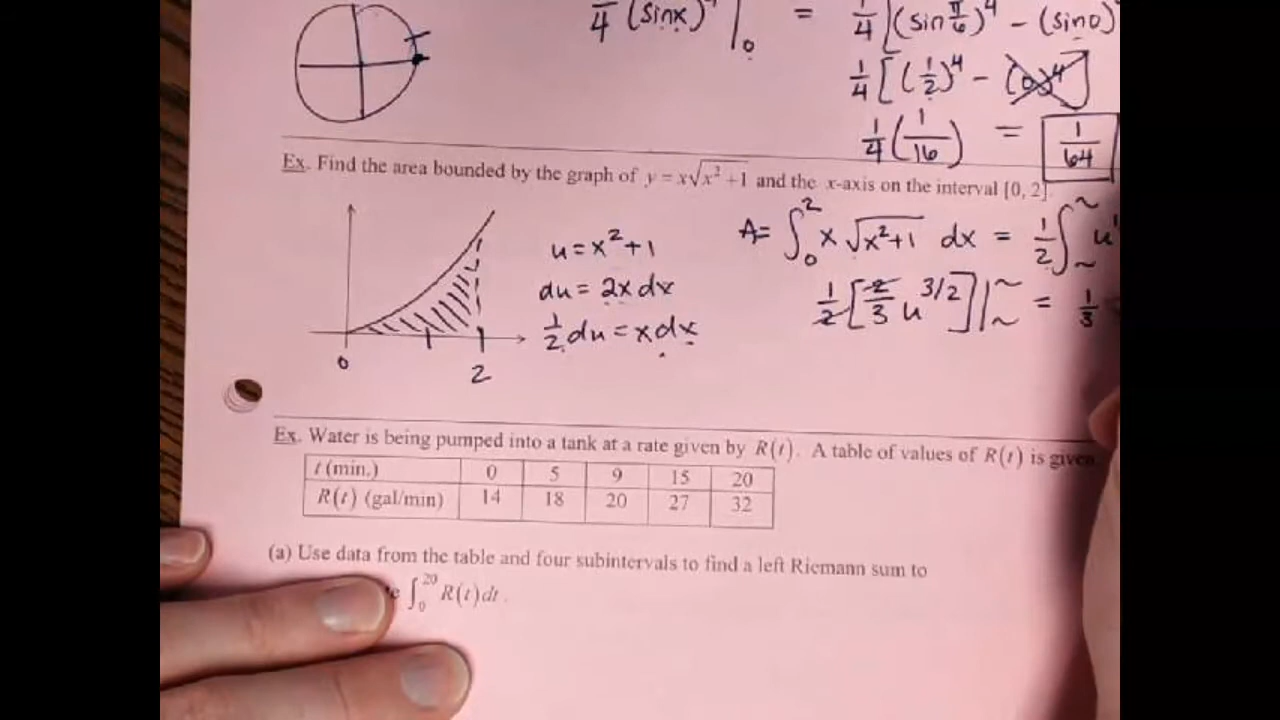 1/4 (sinx)^4 |_0 = 1/4 [(sin π/6)^4 - (sin 0)
1/4 [(1/2)^4 - (0)^4]
1/4 (1/16) = 1/64
Ex. Find the area bounded by the graph of y = x√(x² + 1) and the x-axis on the interval [0, 2].
u = x² + 1
du = 2x dx
1/2 du = x dx
0 2
A = ∫_0^2 x √(x²+1) dx = 1/2 ∫_~^~ u
1/2 [2/3 u^(3/2)] |_~^~ = 1/3
Ex. Water is being pumped into a tank at a rate given by R(t). A table of values of R(t) is given.
t (min.) 0 5 9 15 20
R(t) (gal/min) 14 18 20 27 32
(a) Use data from the table and four subintervals to find a left Riemann sum to
∫_0^20 R(t) dt.